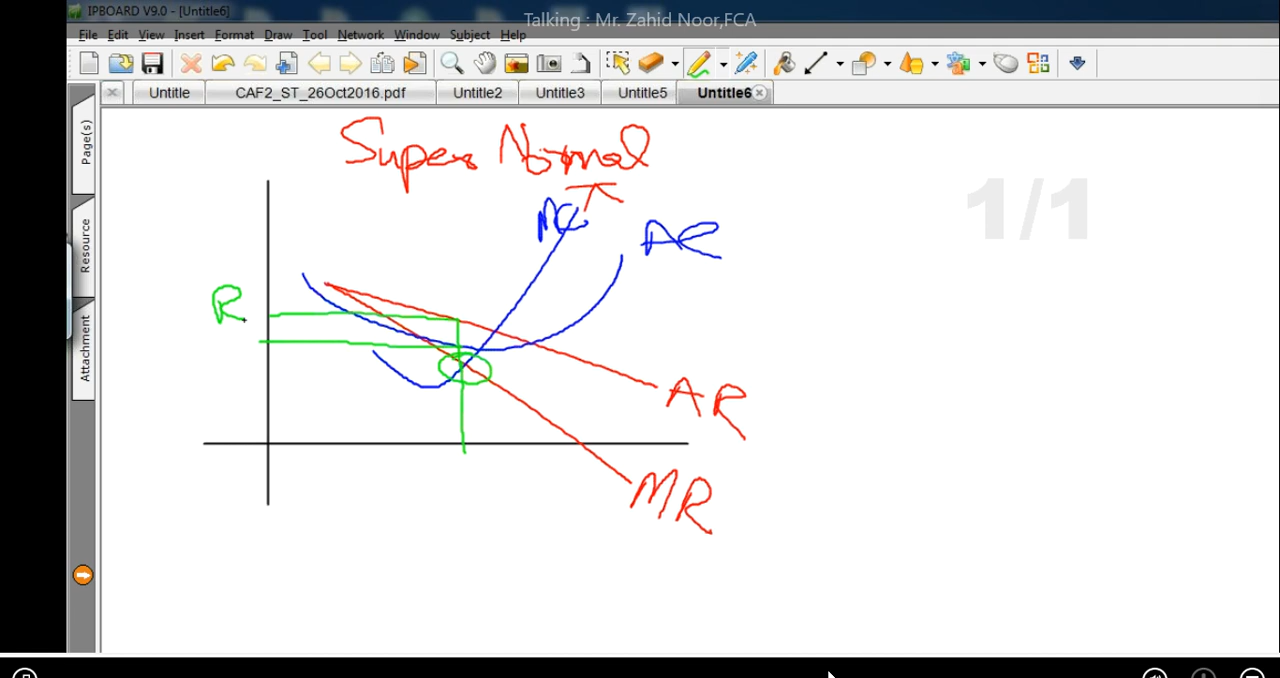 IPBOARD V9.0 - [Untitle6]
Talking : Mr. Zahid Noor,FCA
File Edit View Insert Format Draw Tool Network Window Subject Help
Untitle CAF2_ST_26Oct2016.pdf Untitle2 Untitle3 Untitle5 Untitle6
Page(s)
Resource
Attachment
Super Normal
1/1
MC
AC
R
AR
MR